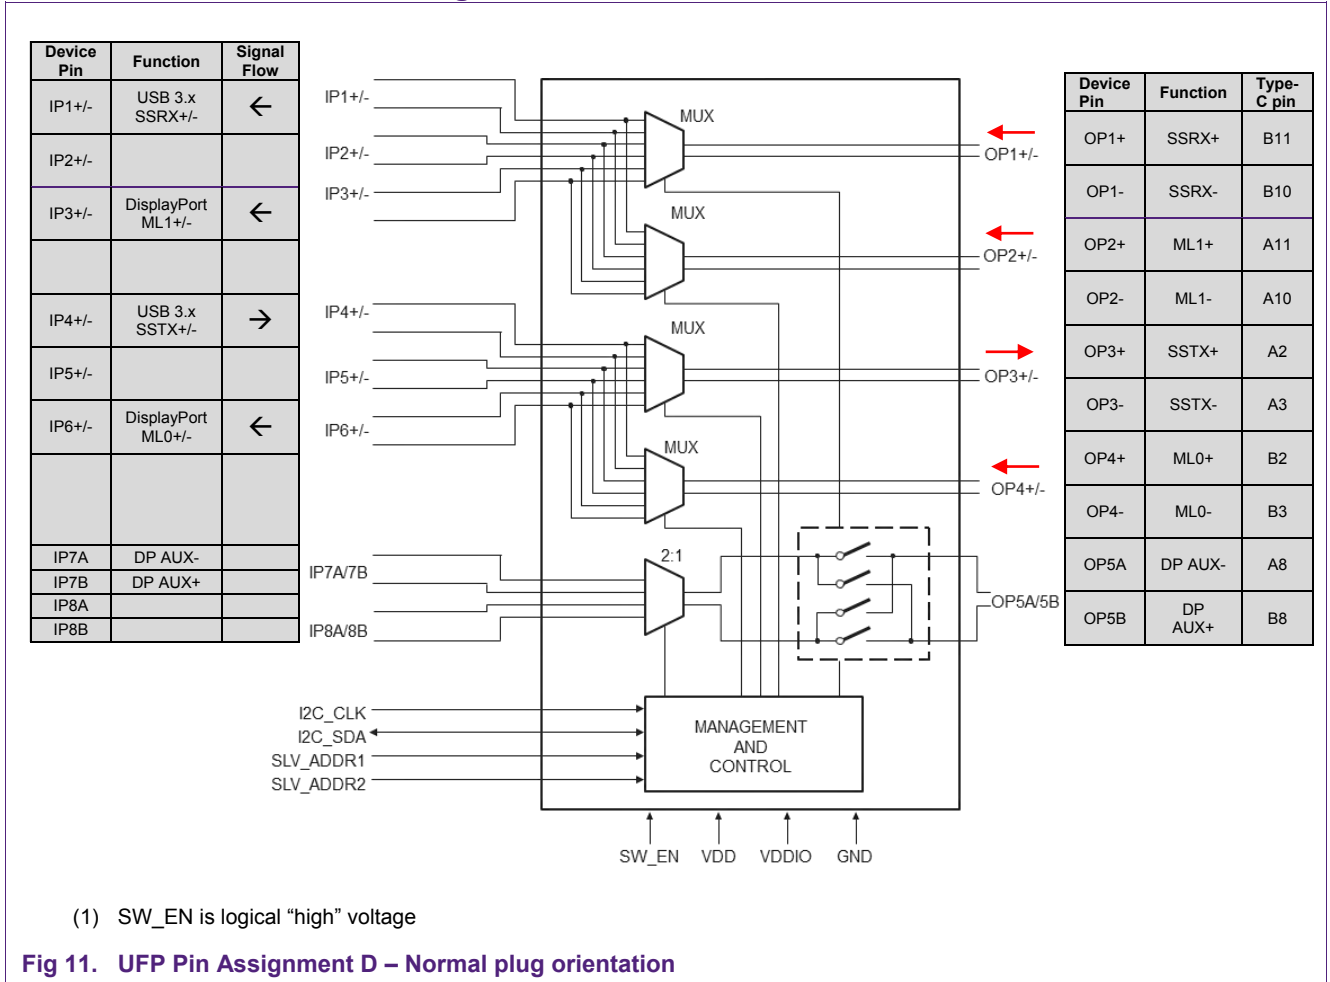 Device Pin Function Signal Flow
IP1+/- USB 3.x SSRX+/- ←
IP2+/-
IP3+/- DisplayPort ML1+/- ←
IP4+/- USB 3.x SSTX+/- →
IP5+/-
IP6+/- DisplayPort ML0+/- ←
IP7A DP AUX-
IP7B DP AUX+
IP8A
IP8B
IP1+/-
IP2+/-
IP3+/-
IP4+/-
IP5+/-
IP6+/-
IP7A/7B
IP8A/8B
I2C_CLK
I2C_SDA
SLV_ADDR1
SLV_ADDR2
MUX
MUX
MUX
MUX
2:1
MANAGEMENT
AND
CONTROL
SW_EN VDD VDDIO GND
OP1+/-
OP2+/-
OP3+/-
OP4+/-
OP5A/5B
Device Pin Function Type-C pin
OP1+ SSRX+ B11
OP1- SSRX- B10
OP2+ ML1+ A11
OP2- ML1- A10
OP3+ SSTX+ A2
OP3- SSTX- A3
OP4+ ML0+ B2
OP4- ML0- B3
OP5A DP AUX- A8
OP5B DP AUX+ B8
(1) SW_EN is logical “high” voltage
Fig 11. UFP Pin Assignment D – Normal plug orientation